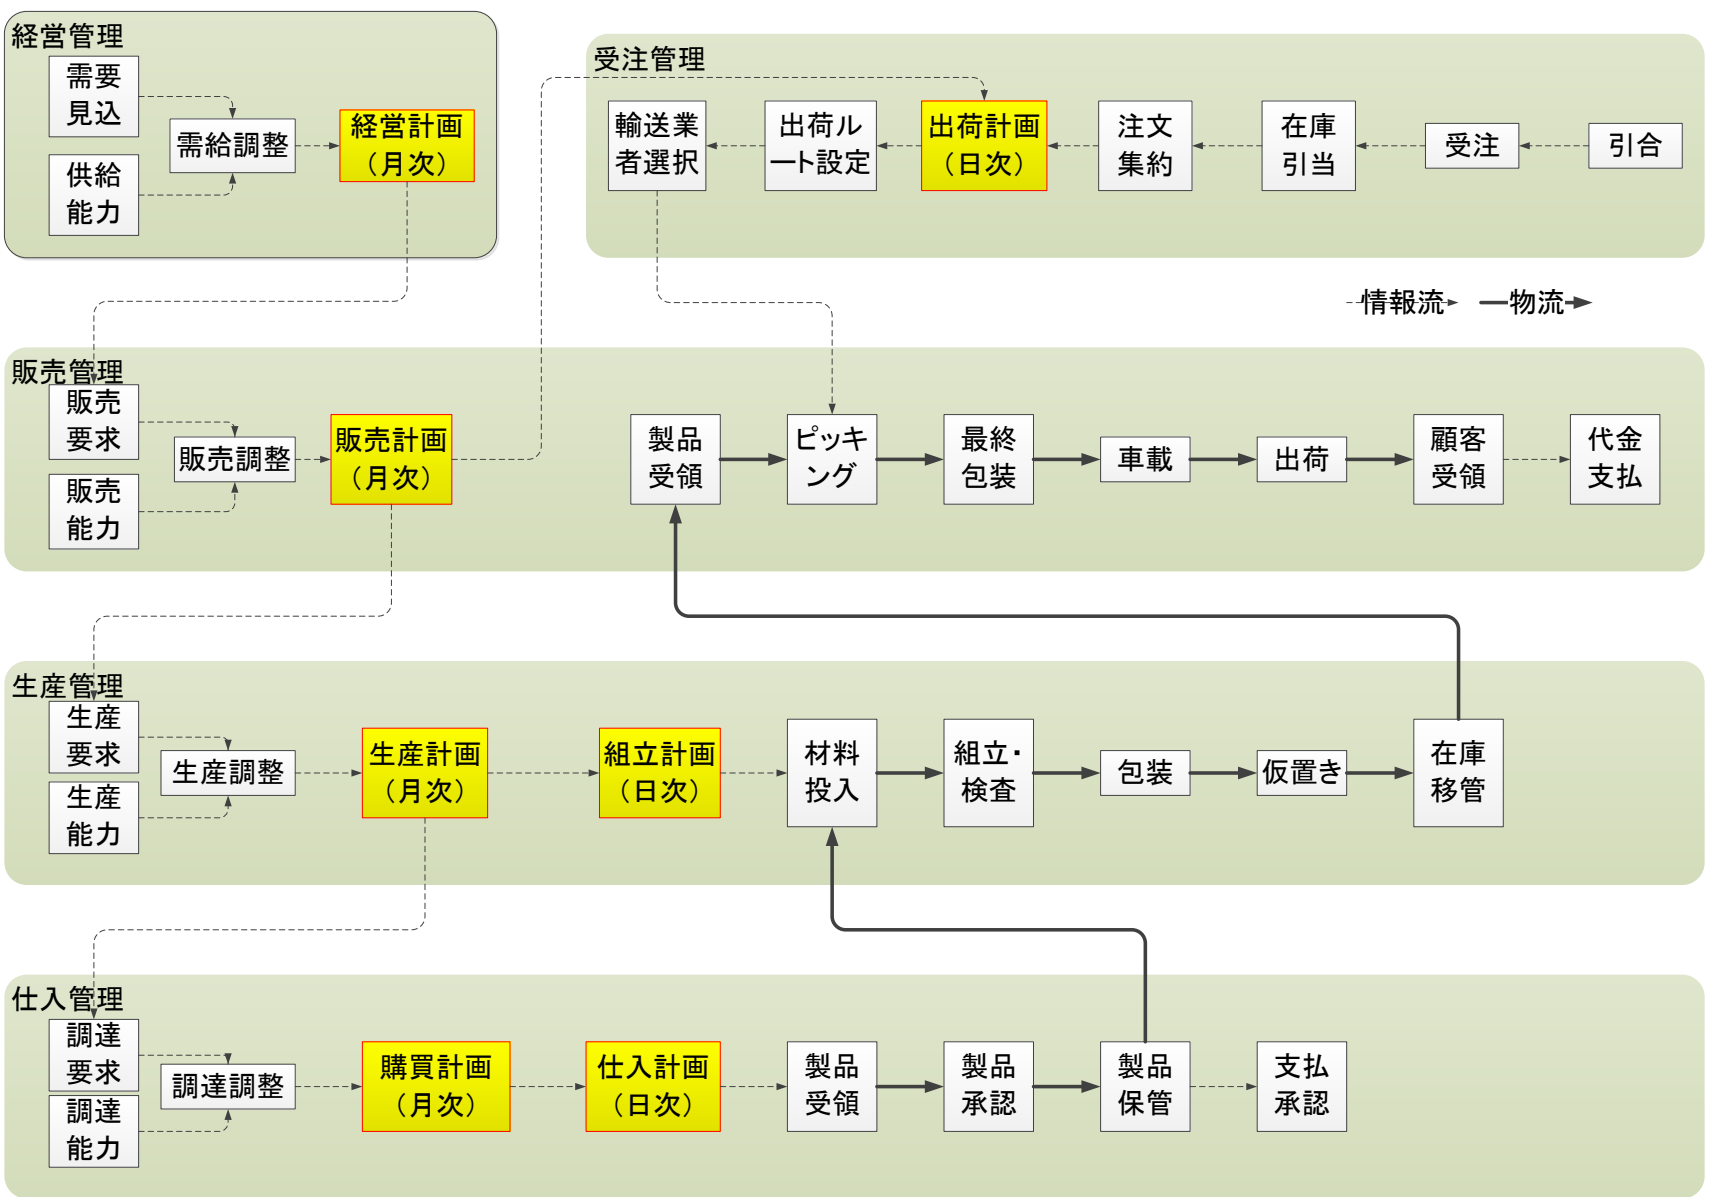 経営管理
需要
見込
供給
能力
需給調整
経営計画
（月次）
受注管理
輸送業
者選択
出荷ル
ート設定
出荷計画
（日次）
注文
集約
在庫
引当
受注
引合
情報流
物流
販売管理
販売
要求
販売
能力
販売調整
販売計画
（月次）
製品
受領
ピッキ
ング
最終
包装
車載
出荷
顧客
受領
代金
支払
生産管理
生産
要求
生産
能力
生産調整
生産計画
（月次）
組立計画
（日次）
材料
投入
組立・
検査
包装
仮置き
在庫
移管
仕入管理
調達
要求
調達
能力
調達調整
購買計画
（月次）
仕入計画
（日次）
製品
受領
製品
承認
製品
保管
支払
承認